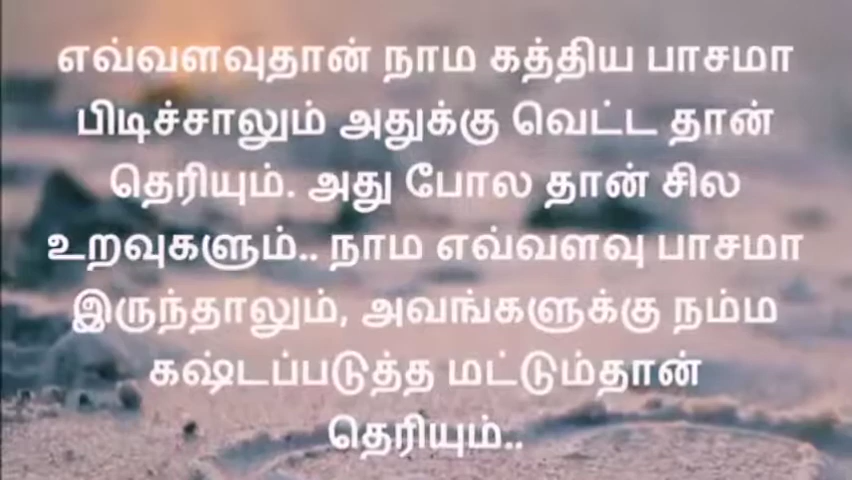 எவ்வளவுதான் நாம கத்திய பாசமா
பிடிச்சாலும் அதுக்கு வெட்ட தான்
தெரியும். அது போல தான் சில
உறவுகளும்.. நாம எவ்வளவு பாசமா
இருந்தாலும், அவங்களுக்கு நம்ம
கஷ்டப்படுத்த மட்டும்தான்
தெரியும்..